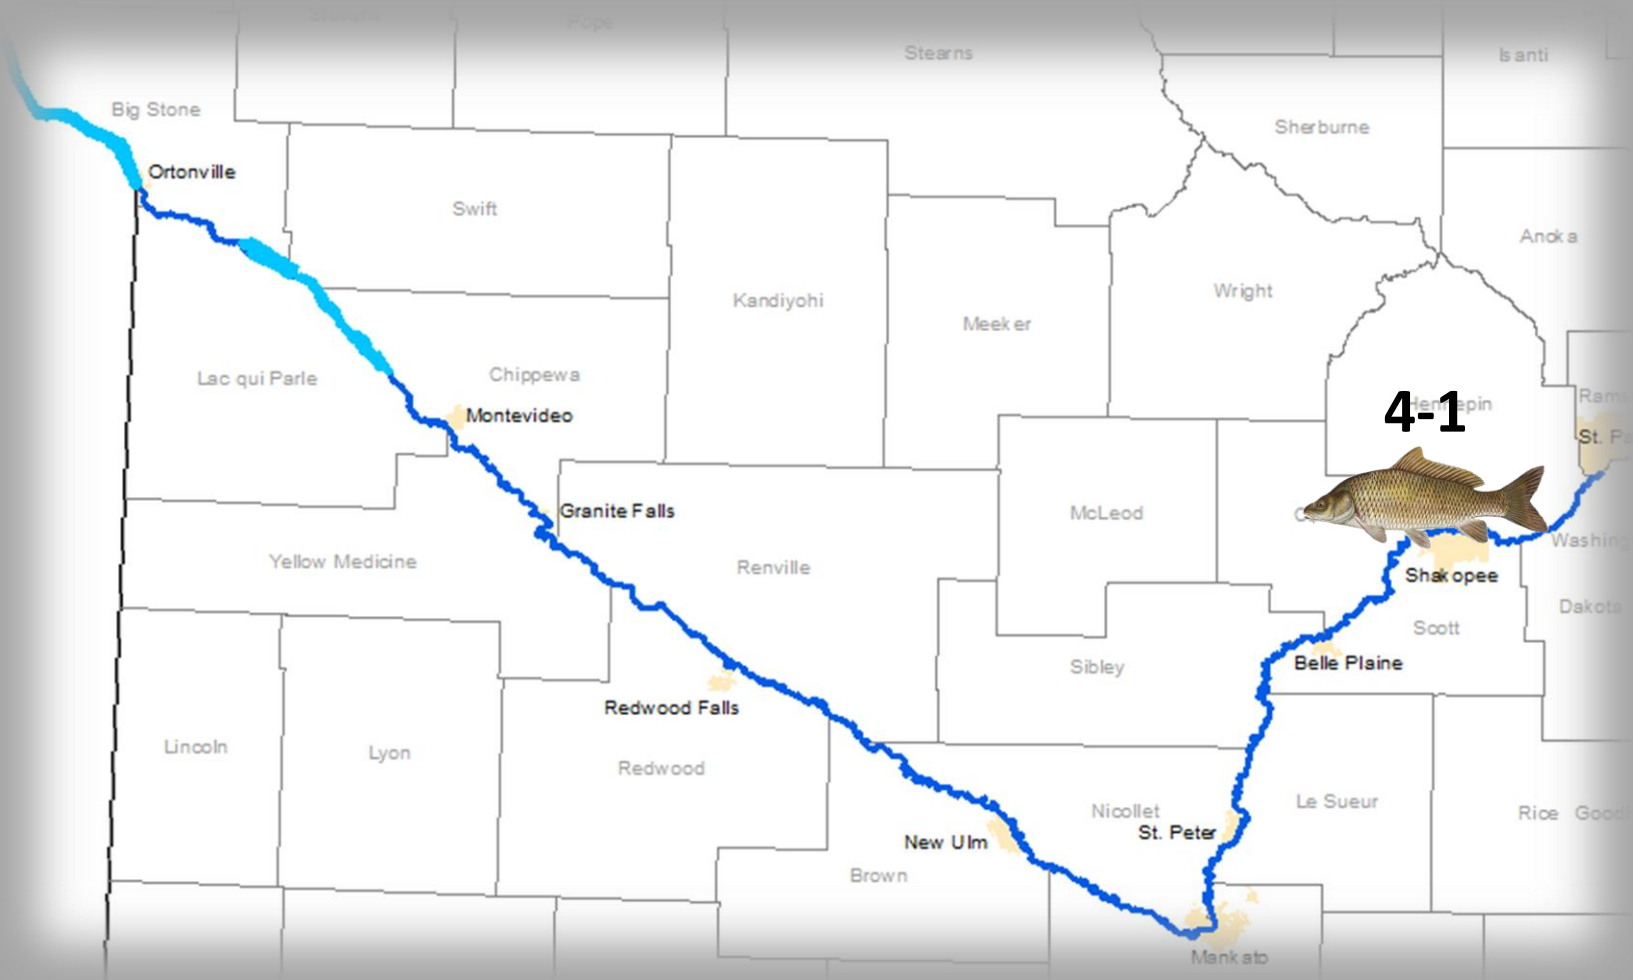 Pope
Stearns
Isanti
Big Stone
Sherburne
Ortonville
Swift
Anoka
Kandiyohi
Wright
Meeker
Lac qui Parle
Chippewa
4-1
Hennepin
Montevideo
Granite Falls
McLeod
Yellow Medicine
Renville
Shakopee
Dakota
Scott
Sibley
Belle Plaine
Redwood Falls
Lincoln
Lyon
Redwood
Le Sueur
Nicollet
Rice
St. Peter
New Ulm
Brown
Mankato